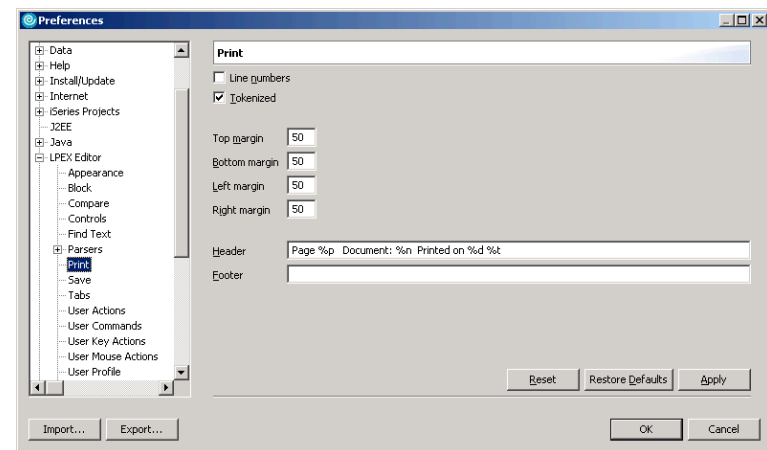 Preferences
Data
Help
Install/Update
Internet
iSeries Projects
J2EE
Java
LPEX Editor
Appearance
Block
Compare
Controls
Find Text
Parsers
Print
Save
Tabs
User Actions
User Commands
User Key Actions
User Mouse Actions
User Profile
Print
Line numbers
Tokenized
Top margin 50
Bottom margin 50
Left margin 50
Right margin 50
Header Page %p Document: %n Printed on %d %t
Footer
Reset Restore Defaults Apply
Import... Export... OK Cancel